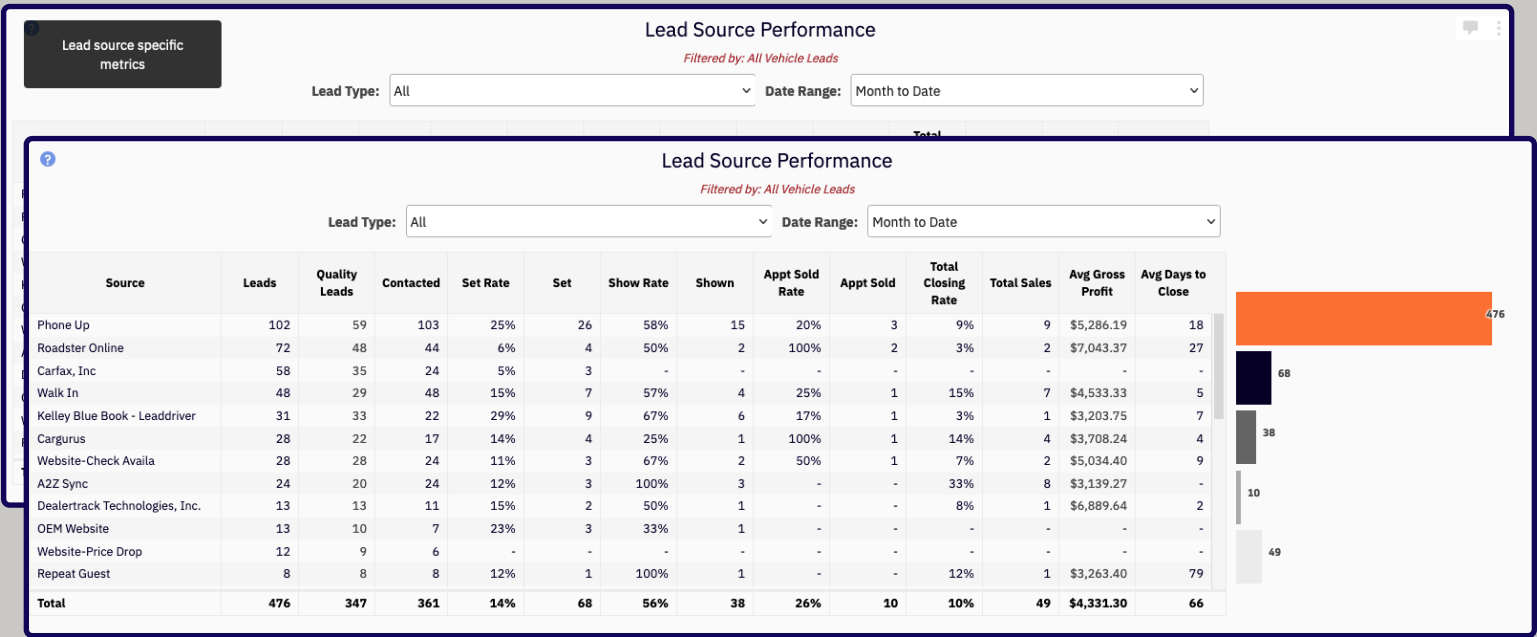 Lead source specific
metrics
Lead Source Performance
Filtered by: All Vehicle Leads
Lead Type: All Date Range: Month to Date
Total
?
Lead Source Performance
Filtered by: All Vehicle Leads
Lead Type: All Date Range: Month to Date
Source Leads Quality Leads Contacted Set Rate Set Show Rate Shown Appt Sold Rate Appt Sold Total Closing Rate Total Sales Avg Gross Profit Avg Days to Close
Phone Up 102 59 103 25% 26 58% 15 20% 3 9% 9 $5,286.19 18
Roadster Online 72 48 44 6% 4 50% 2 100% 2 3% 2 $7,043.37 27
Carfax, Inc 58 35 24 5% 3 - - - - - - - -
Walk In 48 29 48 15% 7 57% 4 25% 1 15% 7 $4,533.33 5
Kelley Blue Book - Leaddriver 31 33 22 29% 9 67% 6 17% 1 3% 1 $3,203.75 7
Cargurus 28 22 17 14% 4 25% 1 100% 1 14% 4 $3,708.24 4
Website-Check Availa 28 28 24 11% 3 67% 2 50% 1 7% 2 $5,034.40 9
A2Z Sync 24 20 24 12% 3 100% 3 - - 33% 8 $3,139.27 -
Dealertrack Technologies, Inc. 13 13 11 15% 2 50% 1 - - 8% 1 $6,889.64 2
OEM Website 13 10 7 23% 3 33% 1 - - - - - -
Website-Price Drop 12 9 6 - - - - - - - - - -
Repeat Guest 8 8 8 12% 1 100% 1 - - 12% 1 $3,263.40 79
Total 476 347 361 14% 68 56% 38 26% 10 10% 49 $4,331.30 66
476
68
38
10
49